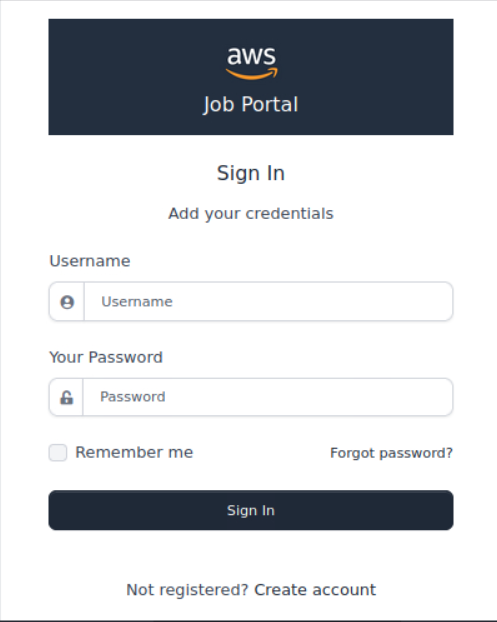 aws
Job Portal
Sign In
Add your credentials
Username
Username
Your Password
Password
Remember me Forgot password?
Sign In
Not registered? Create account